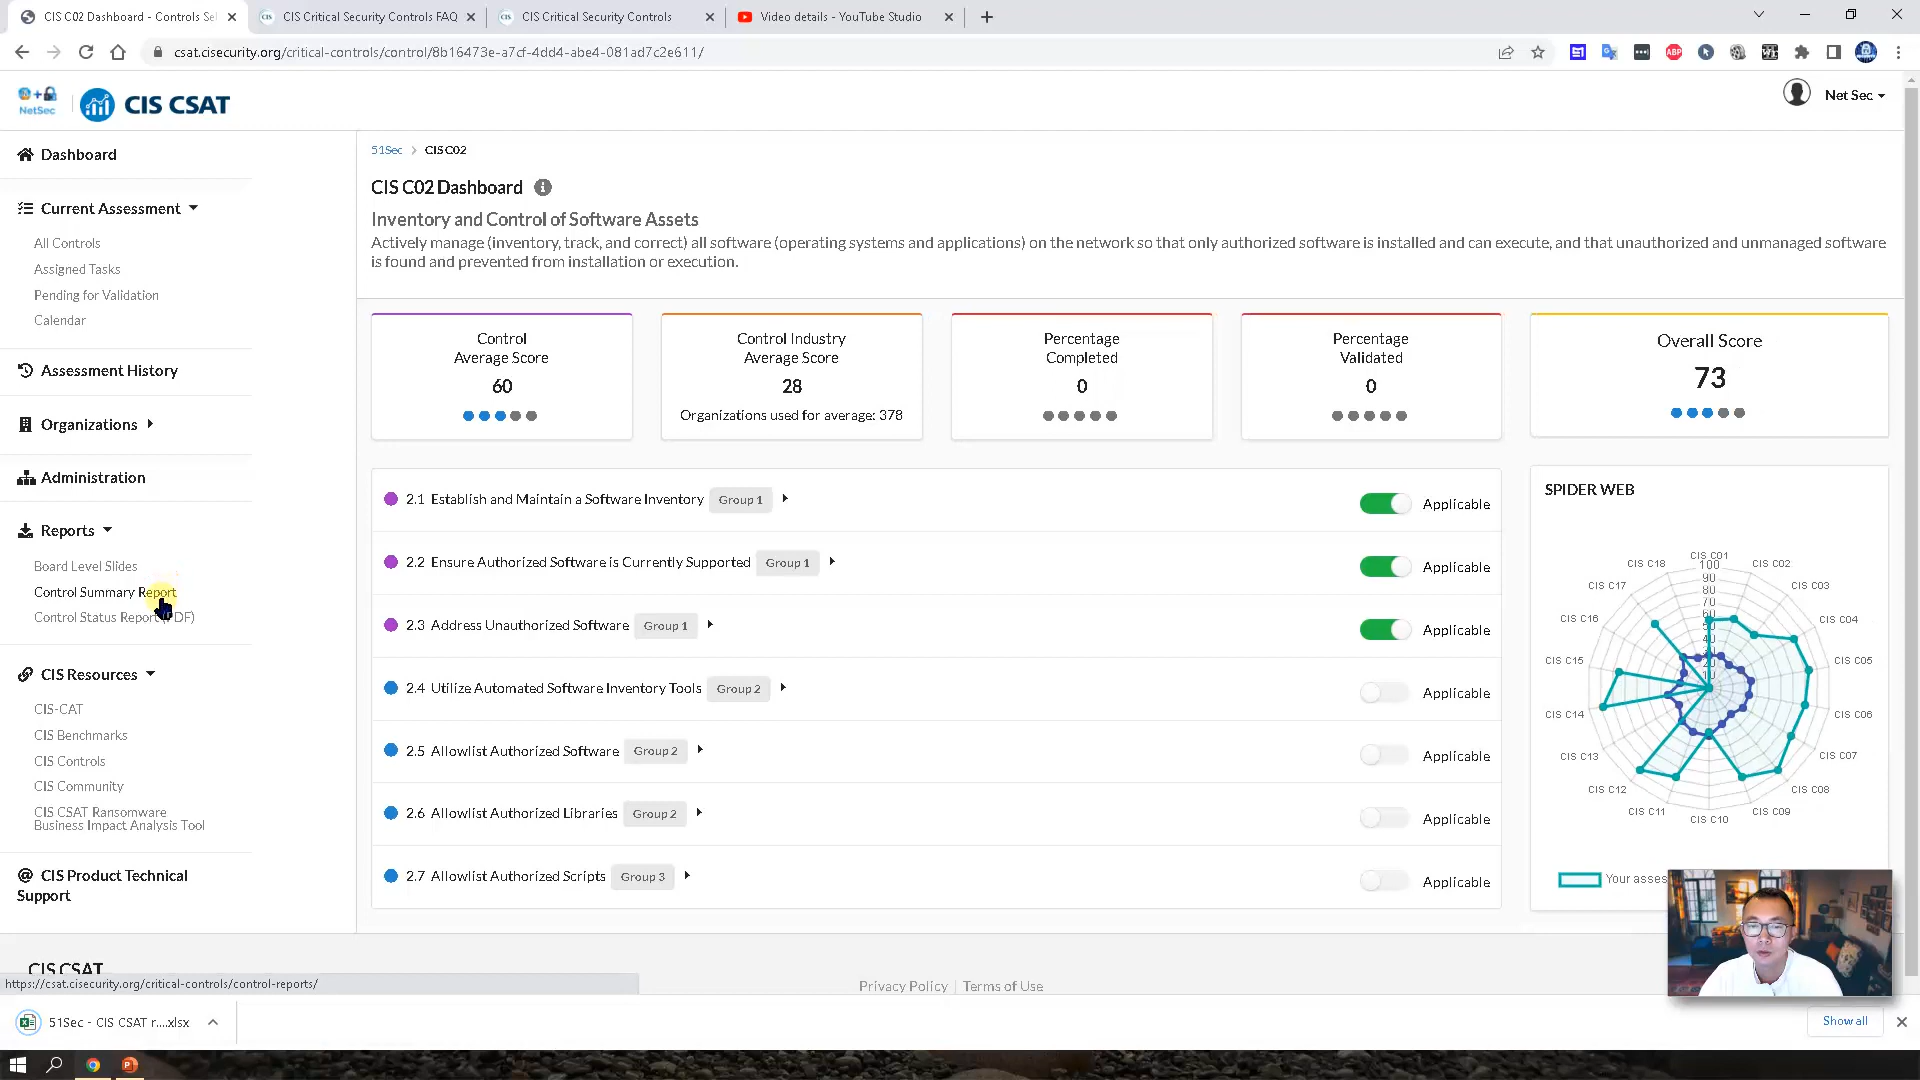 CIS C02 Dashboard - Controls Sel
CIS Critical Security Controls FAQ
CIS Critical Security Controls
Video details - YouTube Studio
csat.cisecurity.org/critical-controls/control/8b16473e-a7cf-4dd4-abe4-081ad7c2e611/
ABP
NetSec
CIS CSAT
Net Sec
Dashboard
Current Assessment
All Controls
Assigned Tasks
Pending for Validation
Calendar
Assessment History
Organizations
Administration
Reports
Board Level Slides
Control Summary Report
Control Status Report (PDF)
CIS Resources
CIS-CAT
CIS Benchmarks
CIS Controls
CIS Community
CIS CSAT Ransomware
Business Impact Analysis Tool
CIS Product Technical
Support
51Sec > CIS C02
CIS C02 Dashboard
Inventory and Control of Software Assets
Actively manage (inventory, track, and correct) all software (operating systems and applications) on the network so that only authorized software is installed and can execute, and that unauthorized and unmanaged software
is found and prevented from installation or execution.
Control
Average Score
60
Control Industry
Average Score
28
Organizations used for average: 378
Percentage
Completed
0
Percentage
Validated
0
Overall Score
73
2.1 Establish and Maintain a Software Inventory Group 1 Applicable
2.2 Ensure Authorized Software is Currently Supported Group 1 Applicable
2.3 Address Unauthorized Software Group 1 Applicable
2.4 Utilize Automated Software Inventory Tools Group 2 Applicable
2.5 Allowlist Authorized Software Group 2 Applicable
2.6 Allowlist Authorized Libraries Group 2 Applicable
2.7 Allowlist Authorized Scripts Group 3 Applicable
SPIDER WEB
CIS C01
CIS C02
CIS C03
CIS C04
CIS C05
CIS C06
CIS C07
CIS C08
CIS C09
CIS C10
CIS C11
CIS C12
CIS C13
CIS C14
CIS C15
CIS C16
CIS C17
CIS C18
100
90
80
70
60
50
40
30
20
10
Your asses
CIS CSAT
https://csat.cisecurity.org/critical-controls/control-reports/
Privacy Policy | Terms of Use
51Sec - CIS CSAT r....xlsx
Show all